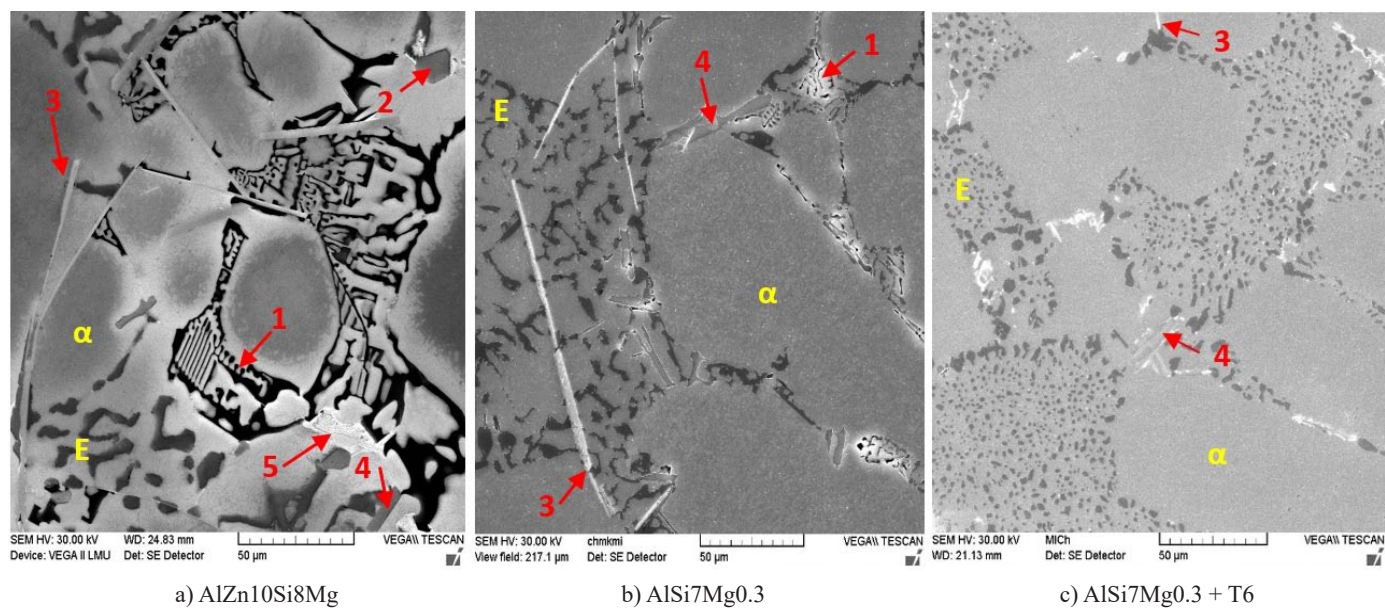 2
3
1
α
E
5
4
SEM HV: 30.00 kV WD: 24.83 mm
Device: VEGA II LMU Det: SE Detector 50 µm VEGA\\ TESCAN
a) AlZn10Si8Mg
4
1
E
α
3
SEM HV: 30.00 kV chmkmi
View field: 217.1 µm Det: SE Detector 50 µm VEGA\\ TESCAN
b) AlSi7Mg0.3
3
E
4
α
SEM HV: 30.00 kV MICh
WD: 21.13 mm Det: SE Detector 50 µm VEGA\\ TESCAN
c) AlSi7Mg0.3 + T6